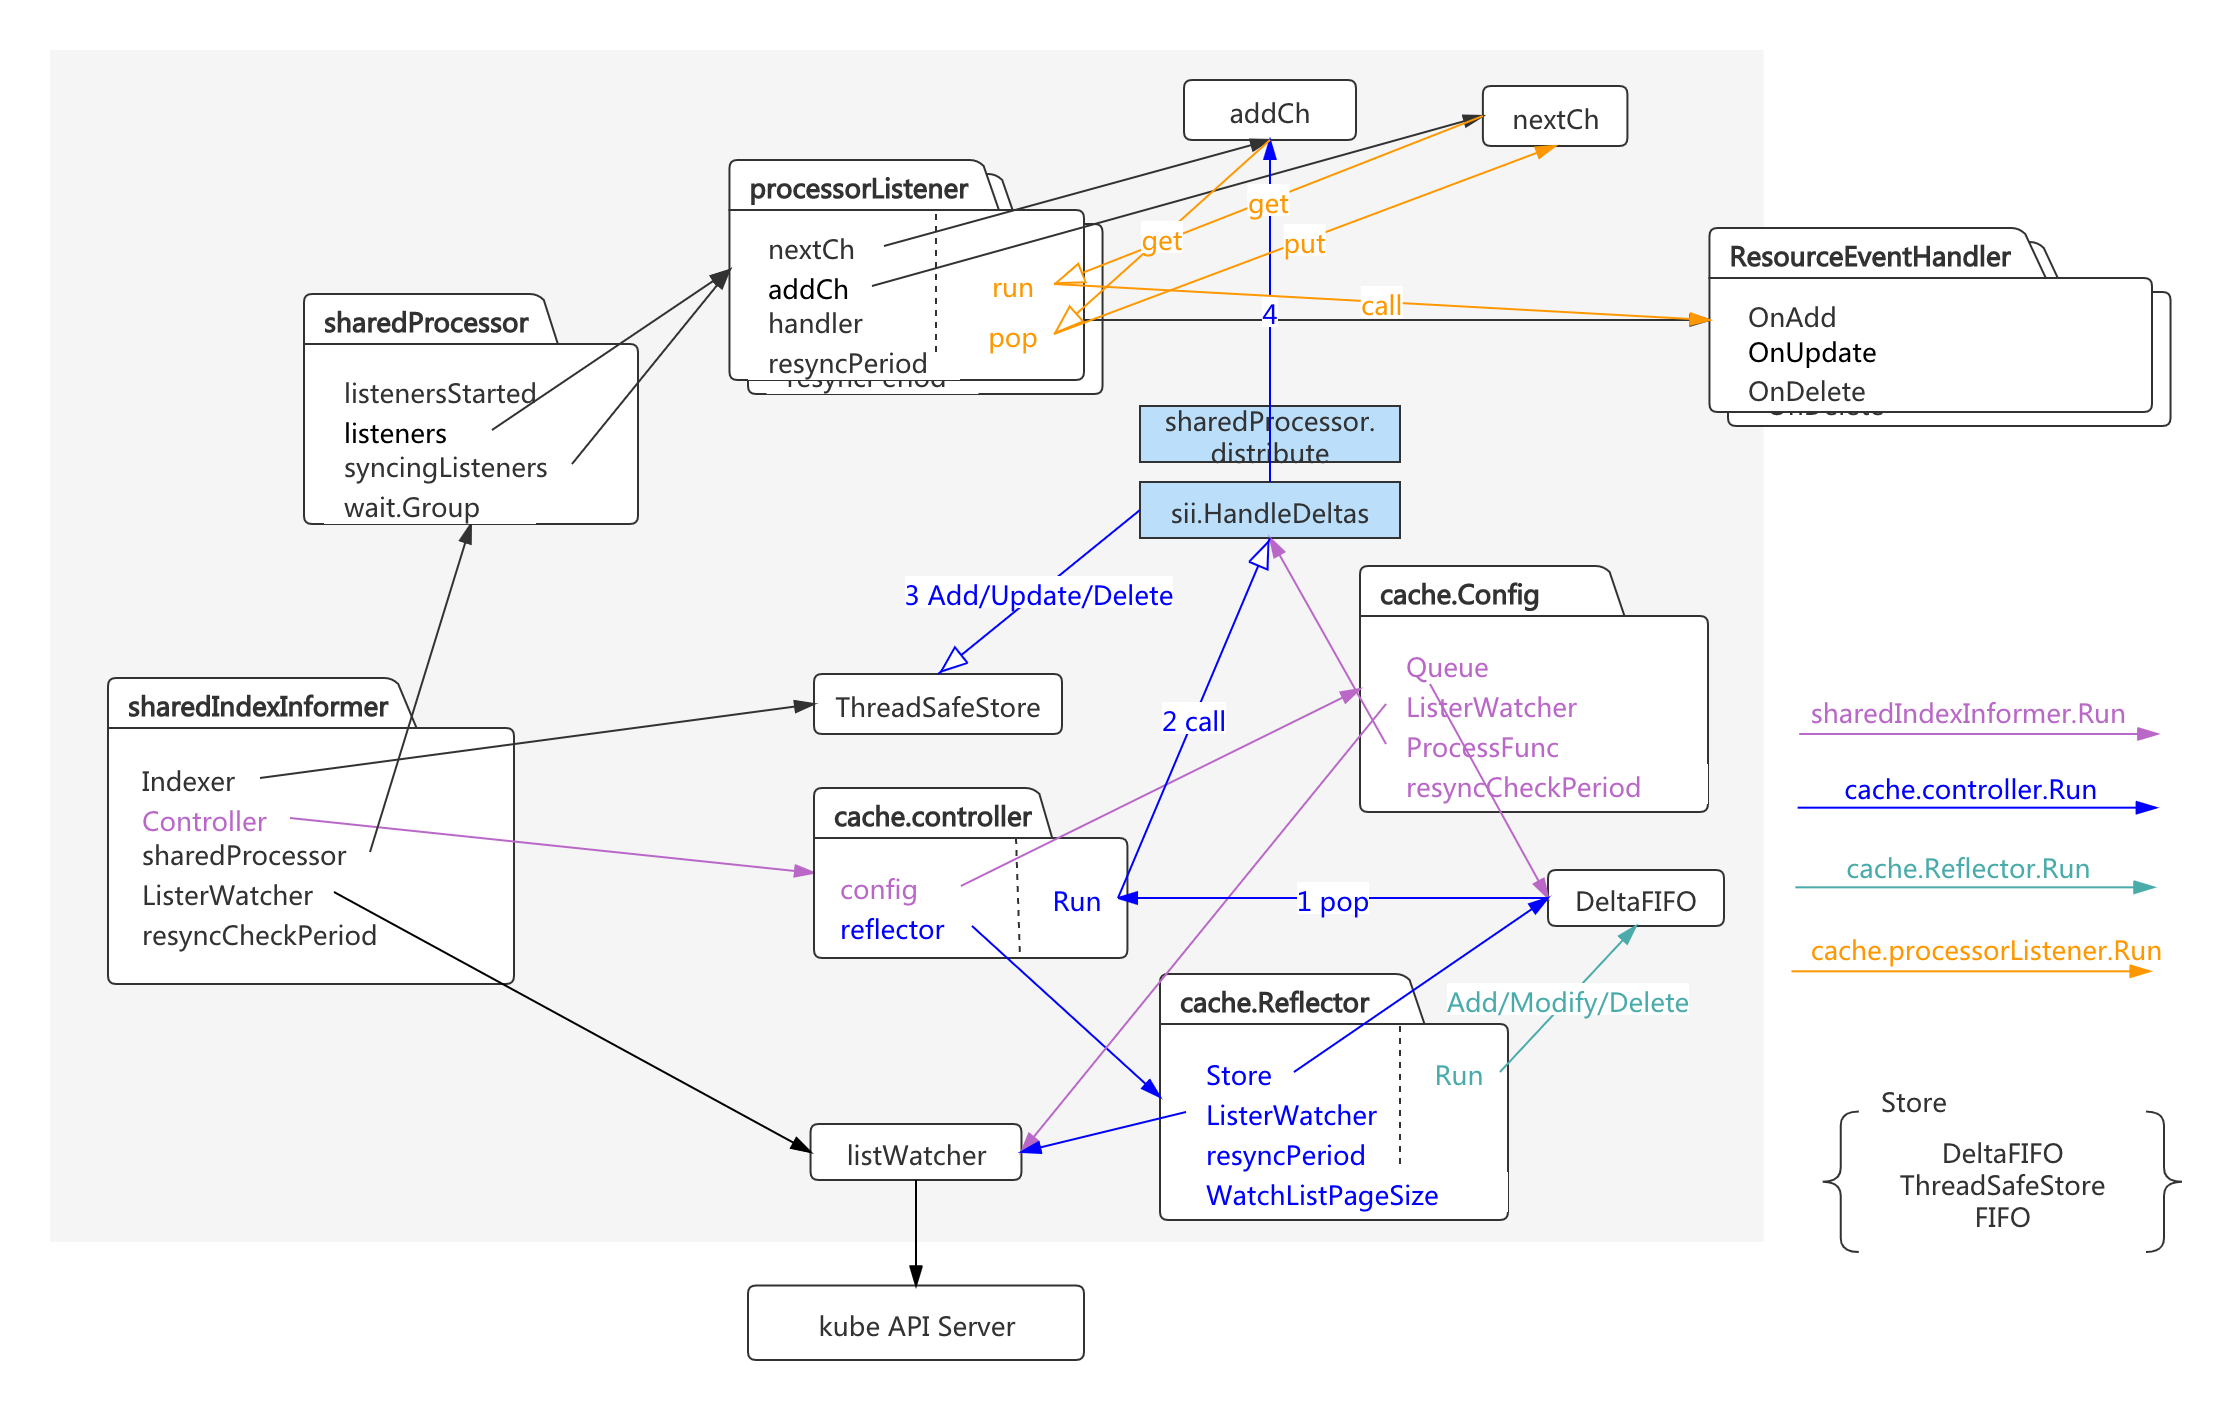 addCh
nextCh
processorListener
nextCh
addCh
handler
resyncPeriod
resyncPeriod
run
pop
get
get
put
call
4
ResourceEventHandler
OnAdd
OnUpdate
OnDelete
OnDelete
sharedProcessor
listenersStarted
listeners
syncingListeners
wait.Group
sharedProcessor.
distribute
sii.HandleDeltas
3 Add/Update/Delete
cache.Config
Queue
ListerWatcher
ProcessFunc
resyncCheckPeriod
sharedIndexInformer
Indexer
Controller
sharedProcessor
ListerWatcher
resyncCheckPeriod
ThreadSafeStore
2 call
cache.controller
config
reflector
Run
1 pop
DeltaFIFO
cache.Reflector
Store
ListerWatcher
resyncPeriod
WatchListPageSize
Run
Add/Modify/Delete
listWatcher
kube API Server
sharedIndexInformer.Run
cache.controller.Run
cache.Reflector.Run
cache.processorListener.Run
Store
DeltaFIFO
ThreadSafeStore
FIFO